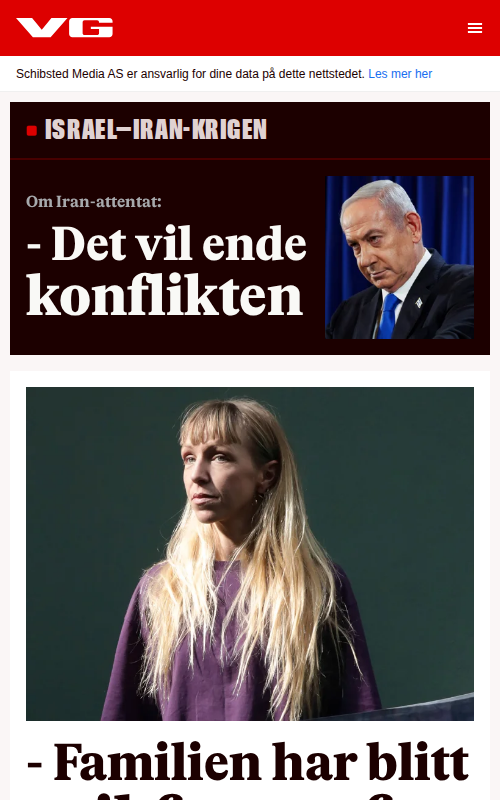 VG
Schibsted Media AS er ansvarlig for dine data på dette nettstedet. Les mer her
ISRAEL–IRAN-KRIGEN
Om Iran-attentat:
- Det vil ende
konflikten
- Familien har blitt